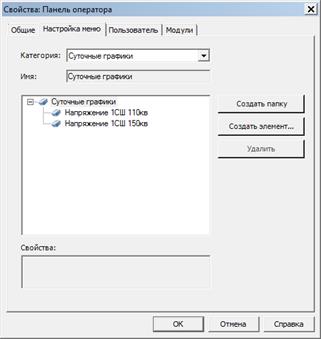 Свойства: Панель оператора
Общие Настройка меню Пользователь Модули
Категория: Суточные графики
Имя: Суточные графики
Суточные графики
Напряжение 1СШ 110кв
Напряжение 1СШ 150кв
Создать папку
Создать элемент...
Удалить
Свойства:
OK Отмена Справка